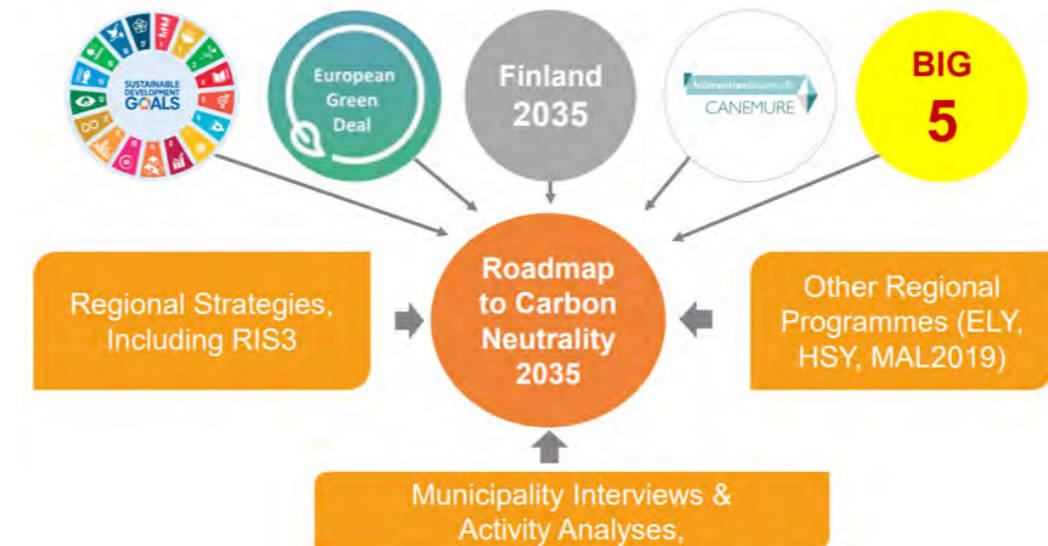 SUSTAINABLE
DEVELOPMENT
GOALS
European
Green
Deal
Finland
2035
CANEMURE
BIG
5
Roadmap
to Carbon
Neutrality
2035
Regional Strategies,
Including RIS3
Other Regional
Programmes (ELY,
HSY, MAL2019)
Municipality Interviews &
Activity Analyses,